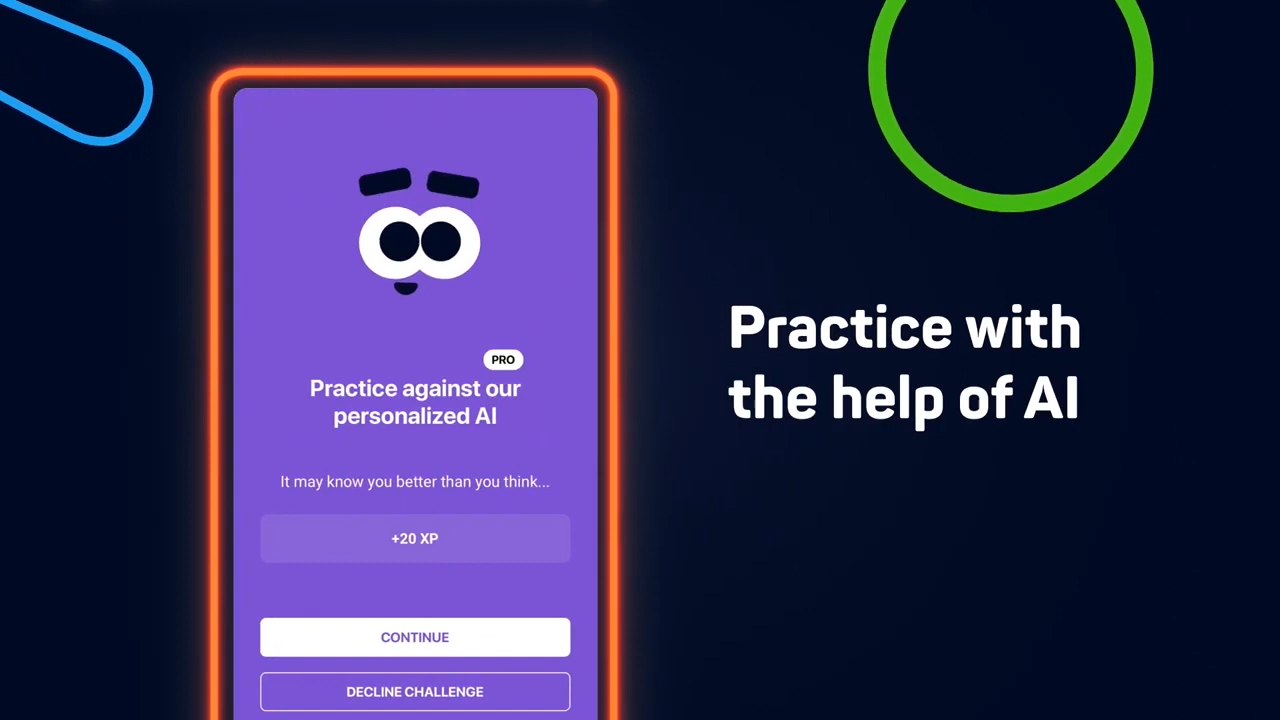 PRO
Practice against our
personalized AI
It may know you better than you think...
+20 XP
CONTINUE
DECLINE CHALLENGE
Practice with
the help of AI